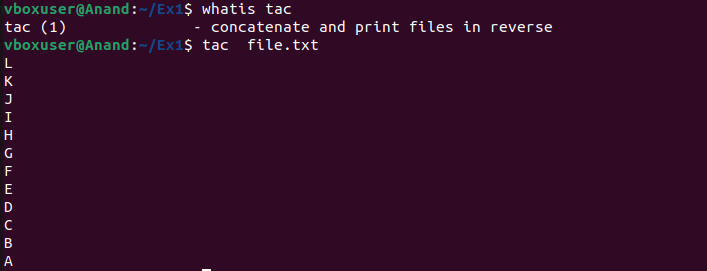 vboxuser@Anand:~/Ex1$ whatis tac
tac (1)              - concatenate and print files in reverse
vboxuser@Anand:~/Ex1$ tac  file.txt
L
K
J
I
H
G
F
E
D
C
B
A